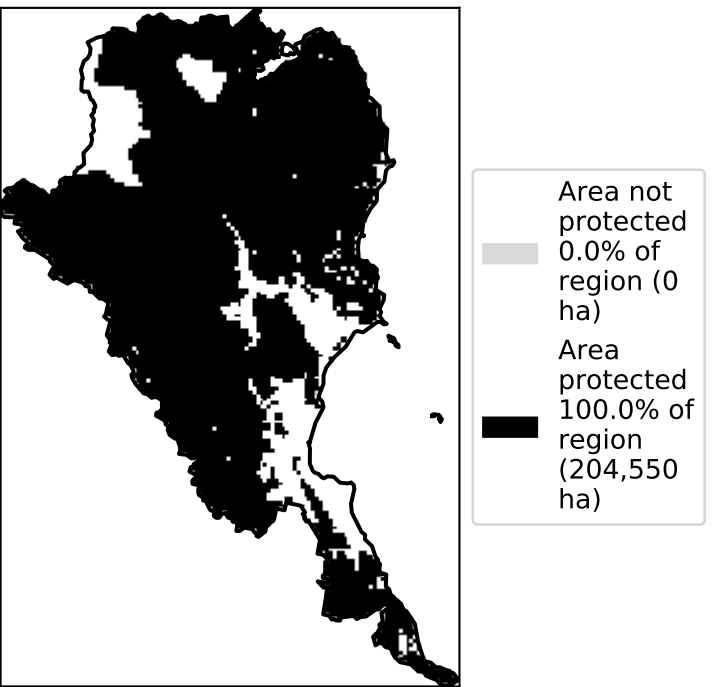 Area not
protected
0.0% of
region (0
ha)
Area
protected
100.0% of
region
(204,550
ha)